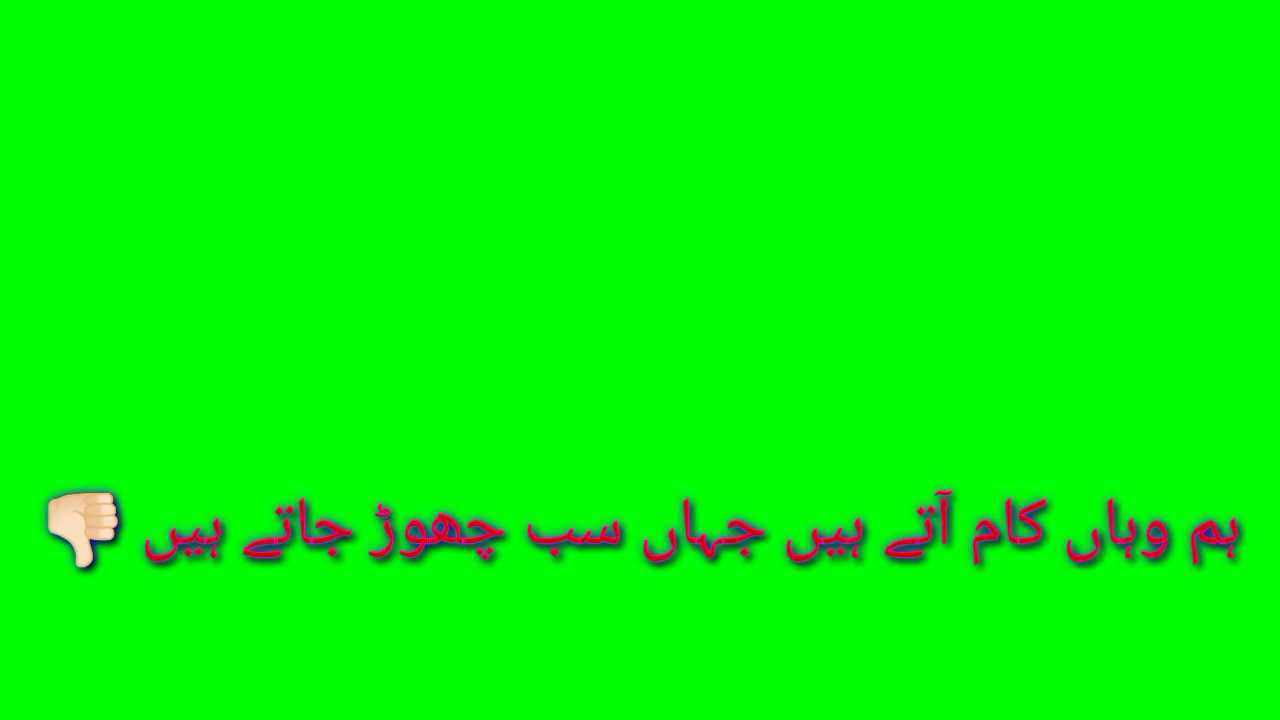 ہم وہاں کام آتے ہیں جہاں سب چھوڑ جاتے ہیں 👎🏻